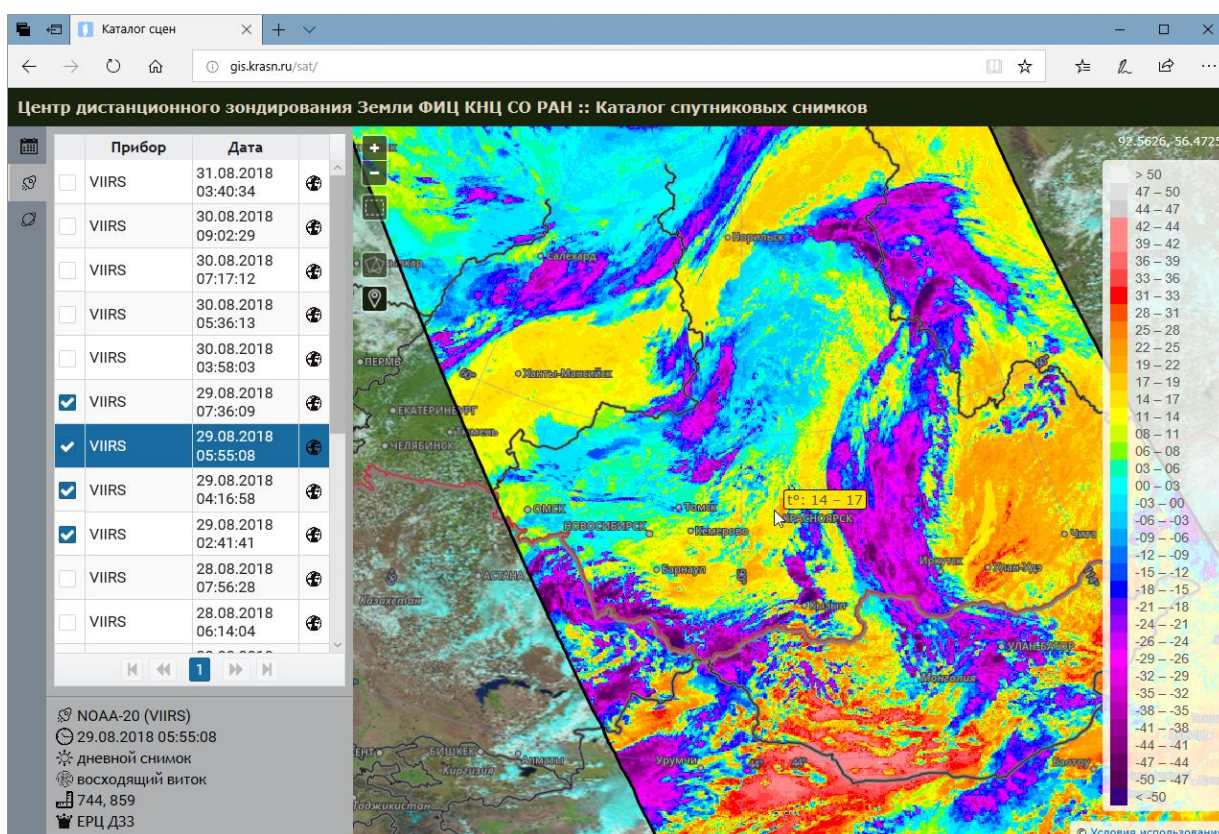 Каталог сцен
gis.krasn.ru/sat/
Центр дистанционного зондирования Земли ФИЦ КНЦ СО РАН :: Каталог спутниковых снимков
Прибор Дата
VIIRS 31.08.2018 03:40:34
VIIRS 30.08.2018 09:02:29
VIIRS 30.08.2018 07:17:12
VIIRS 30.08.2018 05:36:13
VIIRS 30.08.2018 03:58:03
VIIRS 29.08.2018 07:36:09
VIIRS 29.08.2018 05:55:08
VIIRS 29.08.2018 04:16:58
VIIRS 29.08.2018 02:41:41
VIIRS 28.08.2018 07:56:28
VIIRS 28.08.2018 06:14:04
1
NOAA-20 (VIIRS)
29.08.2018 05:55:08
дневной снимок
восходящий виток
744, 859
ЕРЦ ДЗЗ
92.5626, 56.4725
Норильск
Салехард
ПЕРМЬ
Ханты-Мансийск
60°
ЕКАТЕРИНБУРГ
Тюмень
ЧЕЛЯБИНСК
t°: 14 – 17
ОМСК
Томск
КРАСНОЯРСК
НОВОСИБИРСК
Кемерово
Чита
Иркутск
Улан-Удэ
АСТАНА
Барнаул
Казахстан
Кызыл
УЛАН-БАТОР
Монголия
БИШКЕК
Алматы
Киргизия
Урумчи
Баотоу
Таджикистан
> 50
47 – 50
44 – 47
42 – 44
39 – 42
36 – 39
33 – 36
31 – 33
28 – 31
25 – 28
22 – 25
19 – 22
17 – 19
14 – 17
11 – 14
08 – 11
06 – 08
03 – 06
00 – 03
-03 – 00
-06 – -03
-09 – -06
-12 – -09
-15 – -12
-18 – -15
-21 – -18
-24 – -21
-26 – -24
-29 – -26
-32 – -29
-35 – -32
-38 – -35
-41 – -38
-44 – -41
-47 – -44
-50 – -47
< -50
© Условия использовани